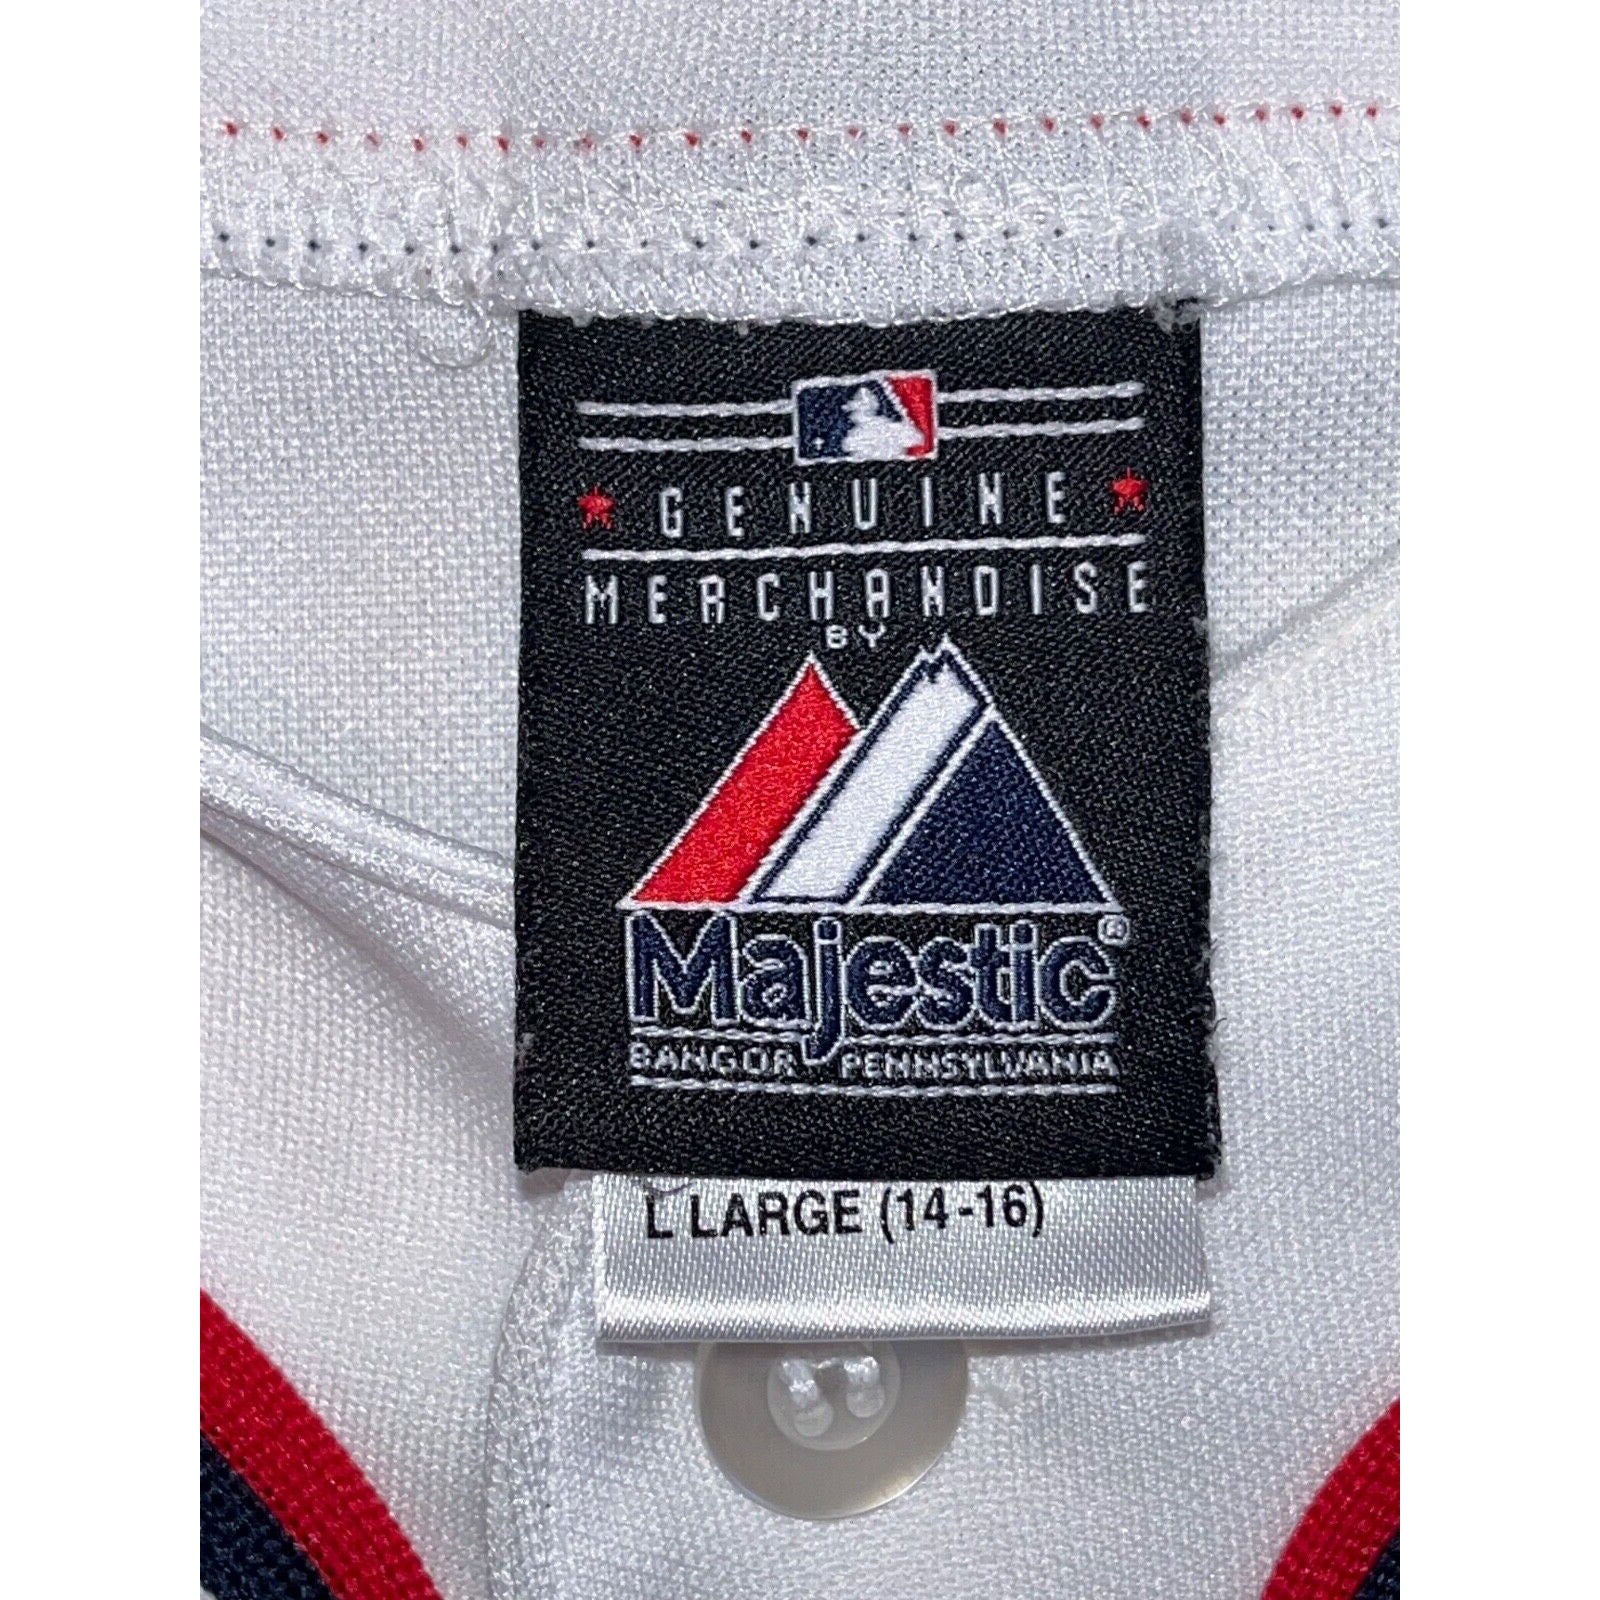 GENUINE
MERCHANDISE
BY
Majestic®
BANGOR PENNSYLVANIA
L LARGE (14-16)